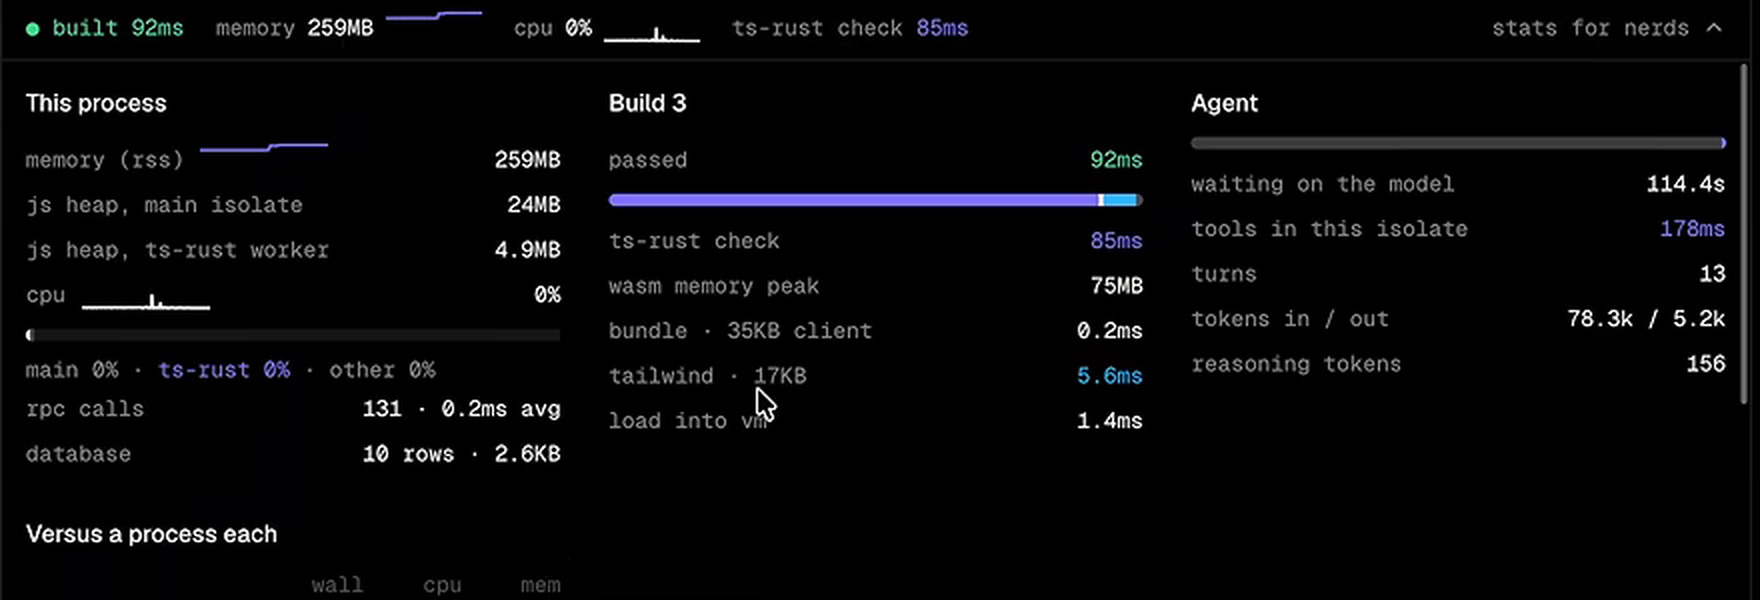 built 92ms memory 259MB cpu 0% ts-rust check 85ms stats for nerds
This process
memory (rss) 259MB
js heap, main isolate 24MB
js heap, ts-rust worker 4.9MB
cpu 0%
main 0% · ts-rust 0% · other 0%
rpc calls 131 · 0.2ms avg
database 10 rows · 2.6KB
Versus a process each
wall cpu mem
Build 3
passed 92ms
ts-rust check 85ms
wasm memory peak 75MB
bundle · 35KB client 0.2ms
tailwind · 17KB 5.6ms
load into vm 1.4ms
Agent
waiting on the model 114.4s
tools in this isolate 178ms
turns 13
tokens in / out 78.3k / 5.2k
reasoning tokens 156